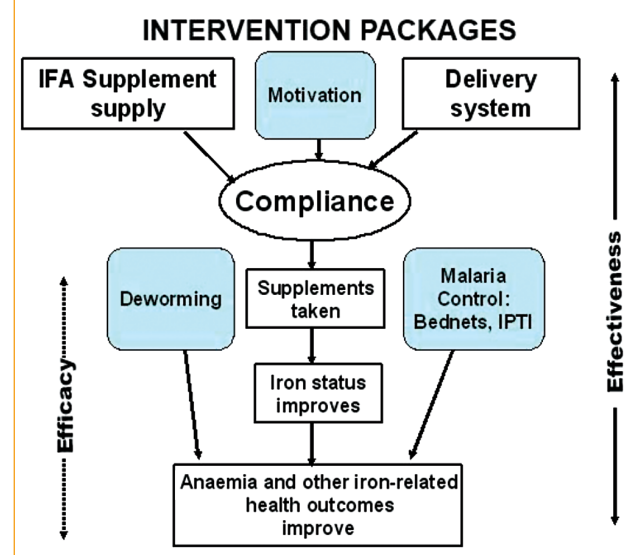 INTERVENTION PACKAGES
IFA Supplement
supply
Motivation
Delivery
system
Compliance
Deworming
Supplements
taken
Malaria
Control:
Bednets, IPTI
Iron status
improves
Anaemia and other iron-related
health outcomes
improve
Efficacy
Effectiveness